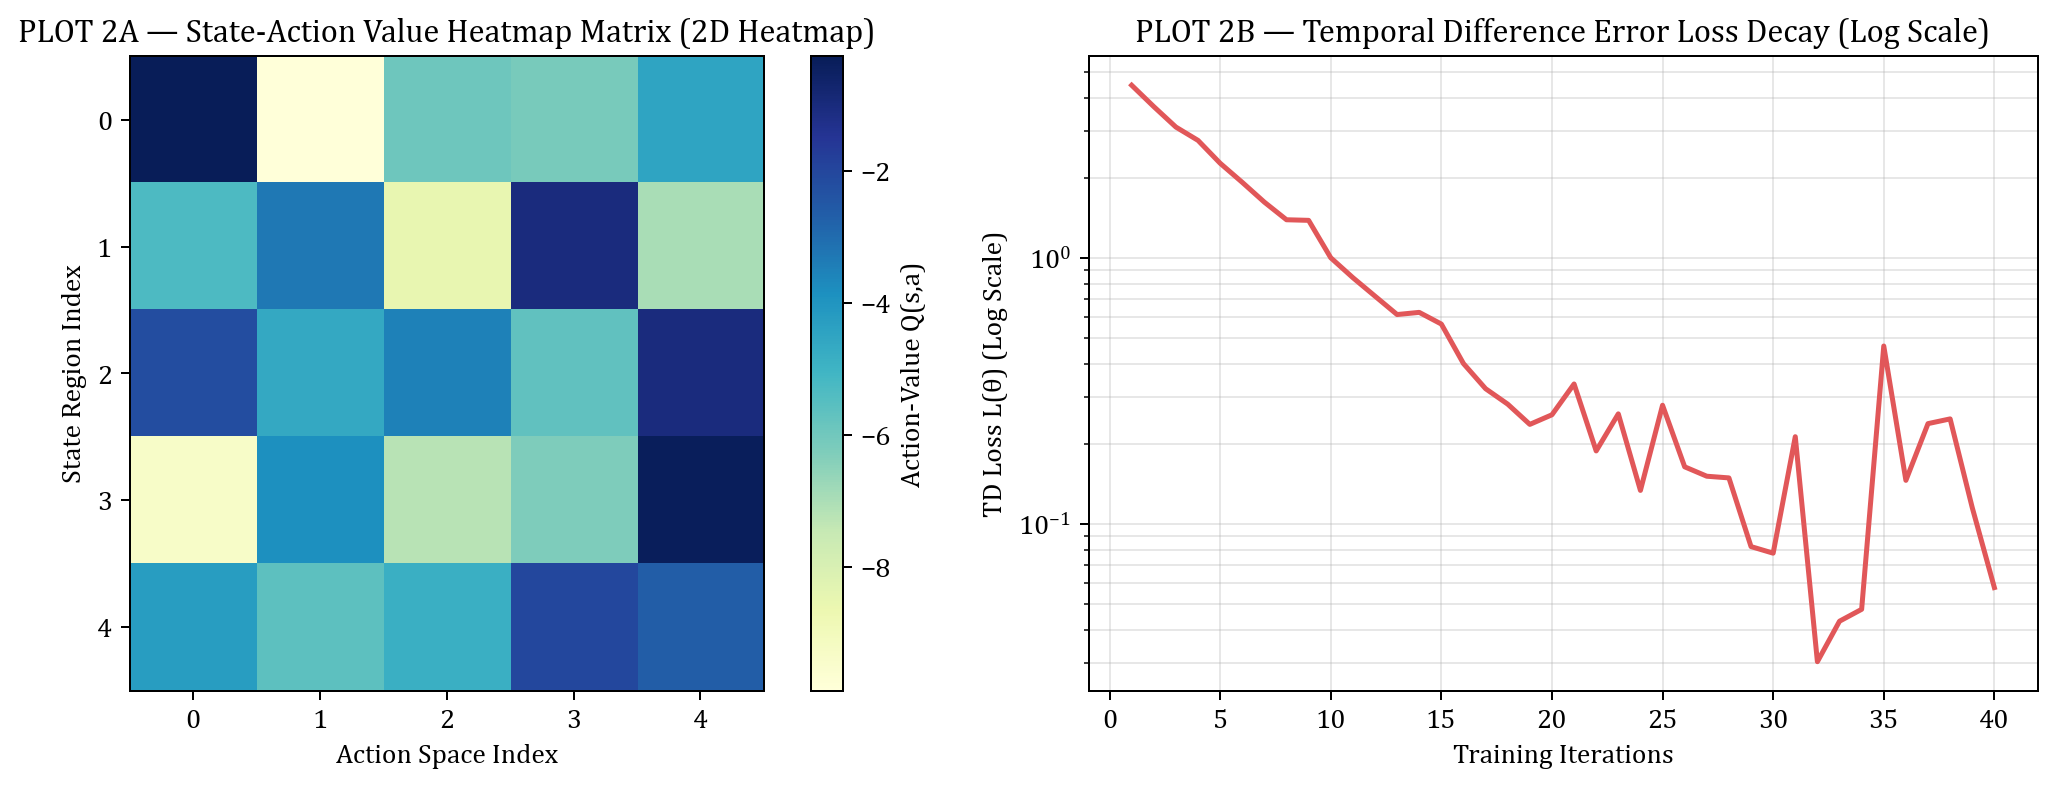 PLOT 2A — State-Action Value Heatmap Matrix (2D Heatmap)
0
1
2
3
4
State Region Index
0 1 2 3 4
Action Space Index
−2
−4
−6
−8
Action-Value Q(s,a)
PLOT 2B — Temporal Difference Error Loss Decay (Log Scale)
10⁰
10⁻¹
TD Loss L(θ) (Log Scale)
0 5 10 15 20 25 30 35 40
Training Iterations